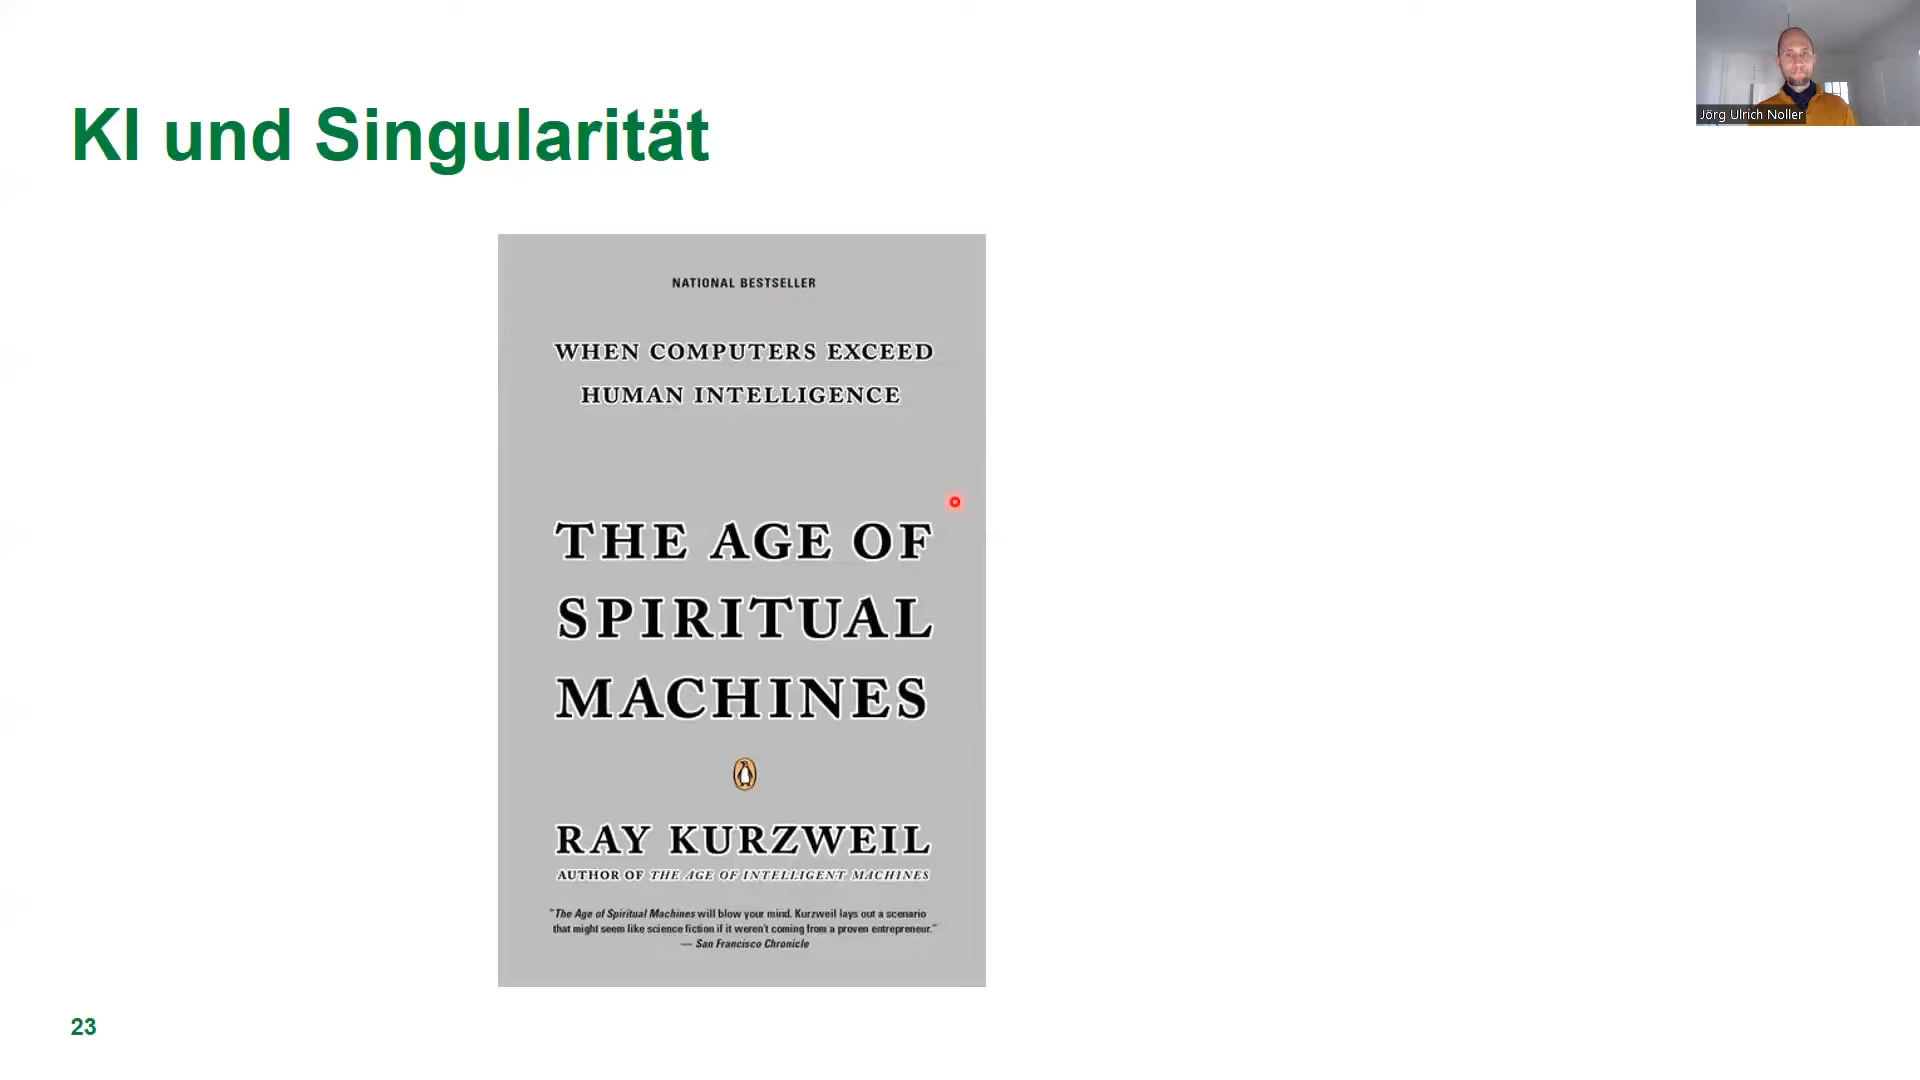 Jörg Ulrich Noller
KI und Singularität
NATIONAL BESTSELLER
WHEN COMPUTERS EXCEED
HUMAN INTELLIGENCE
THE AGE OF
SPIRITUAL
MACHINES
RAY KURZWEIL
AUTHOR OF THE AGE OF INTELLIGENT MACHINES
"The Age of Spiritual Machines will blow your mind. Kurzweil lays out a scenario
that might seem like science fiction if it weren't coming from a proven entrepreneur."
— San Francisco Chronicle
23